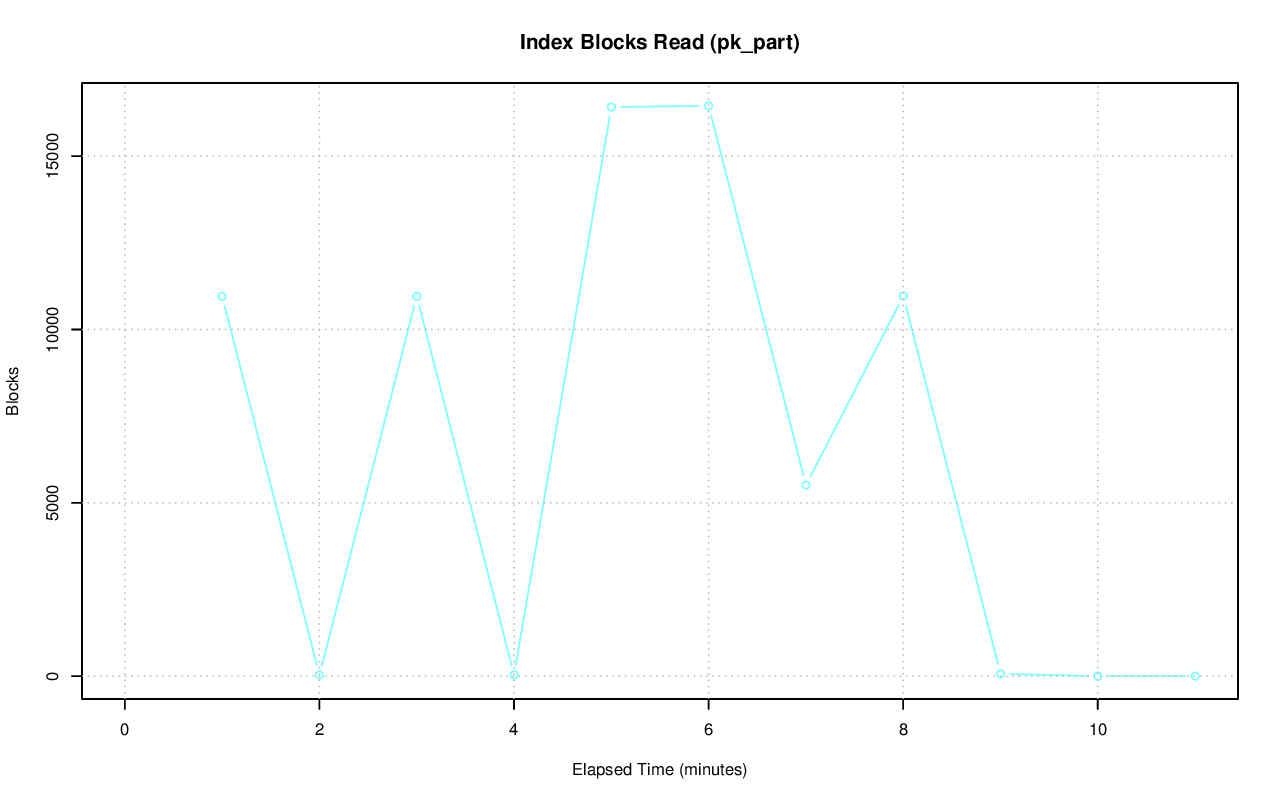 Index Blocks Read (pk_part)
Blocks
15000
10000
5000
0
0 2 4 6 8 10
Elapsed Time (minutes)